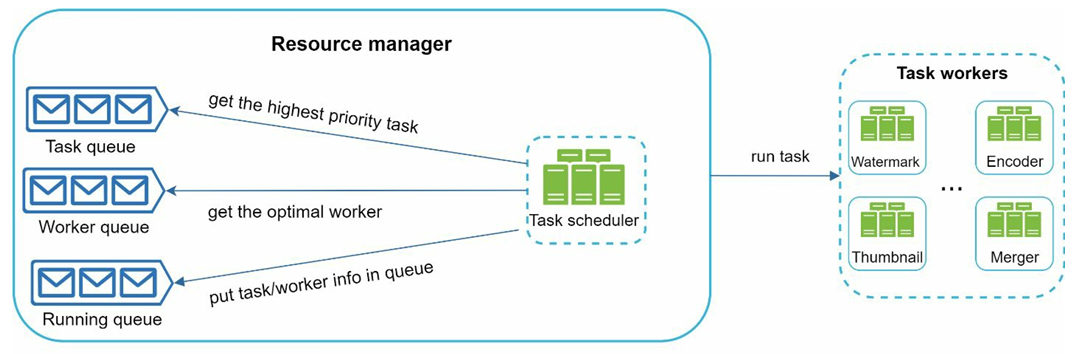 Resource manager
get the highest priority task
Task queue
get the optimal worker
Worker queue
put task/worker info in queue
Running queue
Task scheduler
run task
Task workers
Watermark
Encoder
...
Thumbnail
Merger